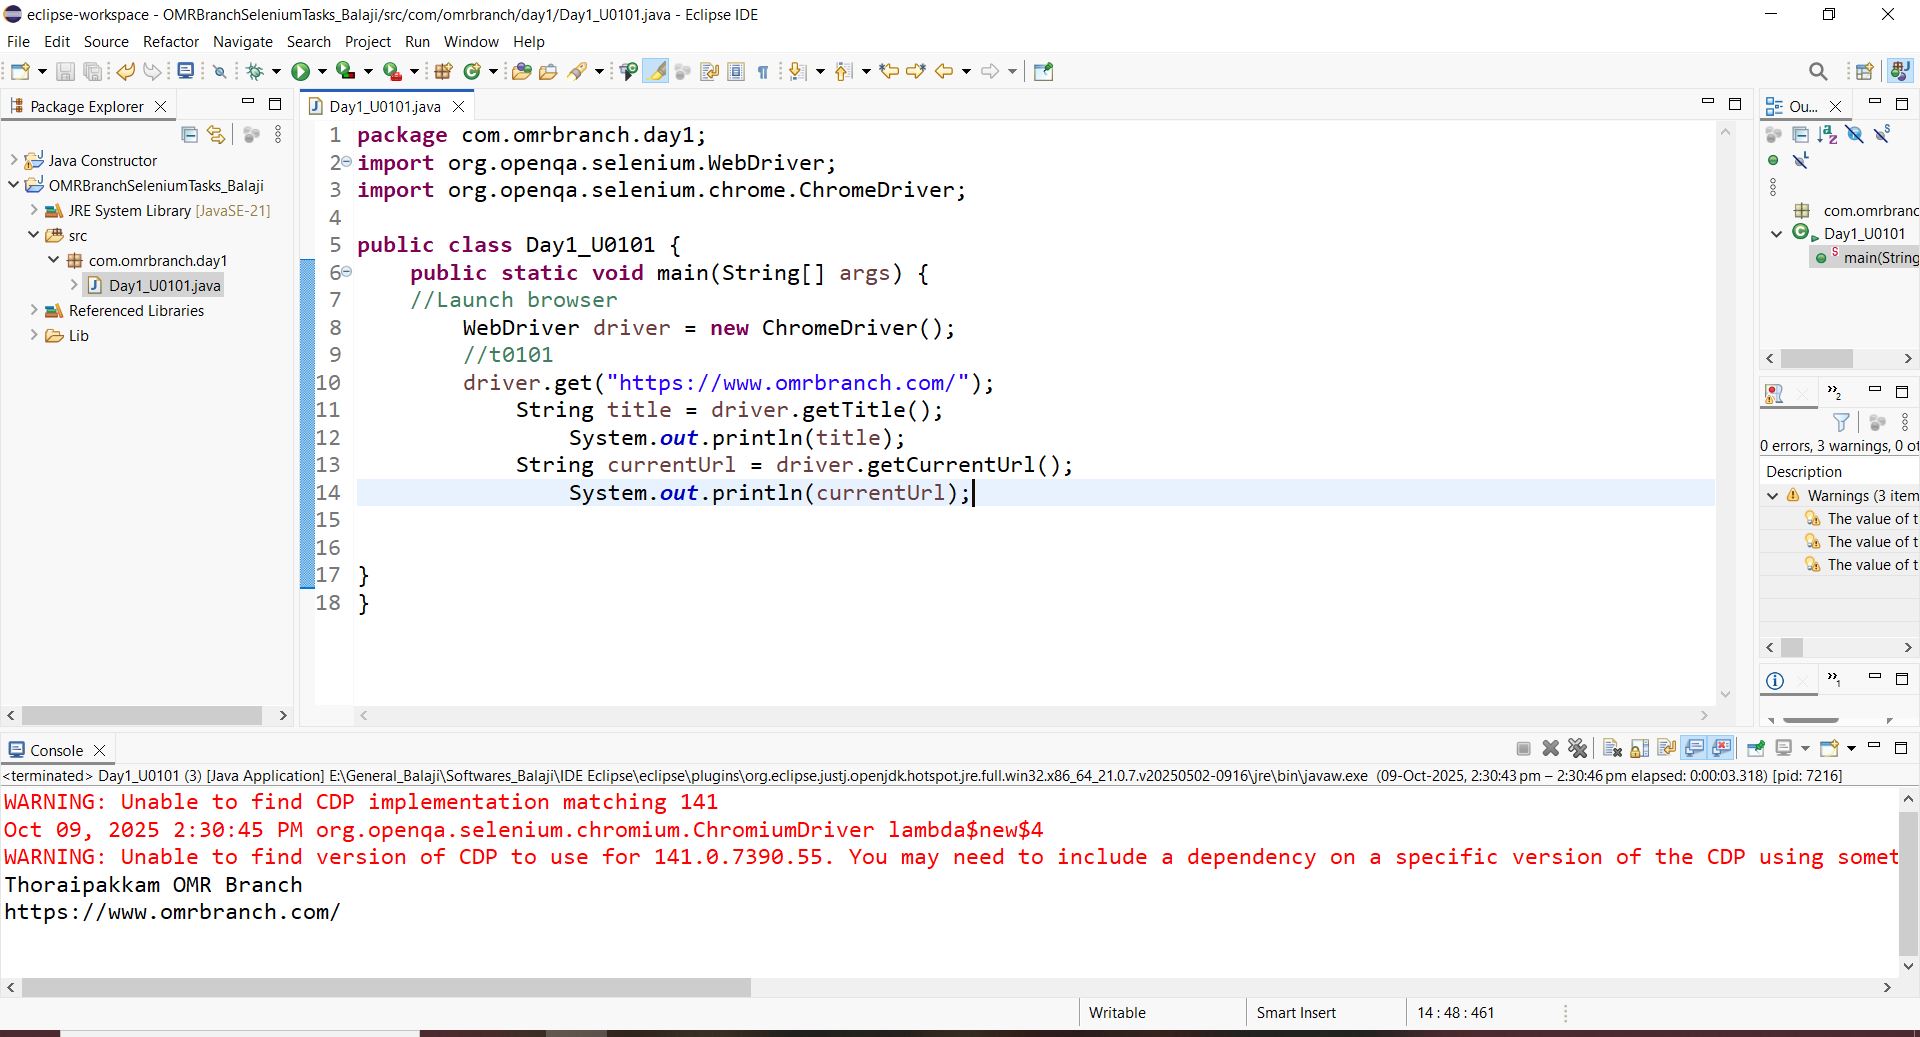 eclipse-workspace - OMRBranchSeleniumTasks_Balaji/src/com/omrbranch/day1/Day1_U0101.java - Eclipse IDE
File Edit Source Refactor Navigate Search Project Run Window Help
Package Explorer
Java Constructor
OMRBranchSeleniumTasks_Balaji
JRE System Library [JavaSE-21]
src
com.omrbranch.day1
Day1_U0101.java
Referenced Libraries
Lib
Day1_U0101.java
1 package com.omrbranch.day1;
2 import org.openqa.selenium.WebDriver;
3 import org.openqa.selenium.chrome.ChromeDriver;
4
5 public class Day1_U0101 {
6 public static void main(String[] args) {
7 //Launch browser
8 WebDriver driver = new ChromeDriver();
9 //t0101
10 driver.get("https://www.omrbranch.com/");
11 String title = driver.getTitle();
12 System.out.println(title);
13 String currentUrl = driver.getCurrentUrl();
14 System.out.println(currentUrl);
15
16
17 }
18 }
Ou...
com.omrbranc
Day1_U0101
main(String
0 errors, 3 warnings, 0 ot
Description
Warnings (3 item
The value of t
The value of t
The value of t
Console
<terminated> Day1_U0101 (3) [Java Application] E:\General_Balaji\Softwares_Balaji\IDE Eclipse\eclipse\plugins\org.eclipse.justj.openjdk.hotspot.jre.full.win32.x86_64_21.0.7.v20250502-0916\jre\bin\javaw.exe (09-Oct-2025, 2:30:43 pm – 2:30:46 pm elapsed: 0:00:03.318) [pid: 7216]
WARNING: Unable to find CDP implementation matching 141
Oct 09, 2025 2:30:45 PM org.openqa.selenium.chromium.ChromiumDriver lambda$new$4
WARNING: Unable to find version of CDP to use for 141.0.7390.55. You may need to include a dependency on a specific version of the CDP using somet
Thoraipakkam OMR Branch
https://www.omrbranch.com/
Writable Smart Insert 14 : 48 : 461